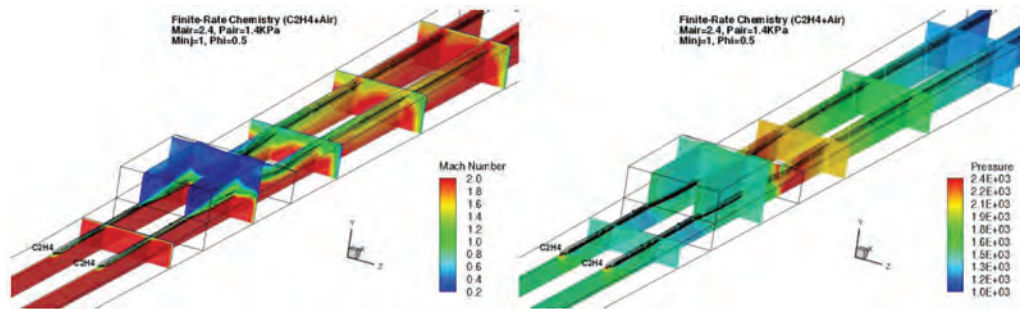 Finite-Rate Chemistry (C2H4+Air)
Mair=2.4, Pair=1.4KPa
Minj=1, Phi=0.5
Mach Number
2.0
1.8
1.6
1.4
1.2
1.0
0.8
0.6
0.4
0.2
C2H4
C2H4
Y
X
Z
Finite-Rate Chemistry (C2H4+Air)
Mair=2.4, Pair=1.4KPa
Minj=1, Phi=0.5
Pressure
2.4E+03
2.2E+03
2.1E+03
1.9E+03
1.8E+03
1.6E+03
1.5E+03
1.3E+03
1.2E+03
1.0E+03
C2H4
C2H4
Y
X
Z